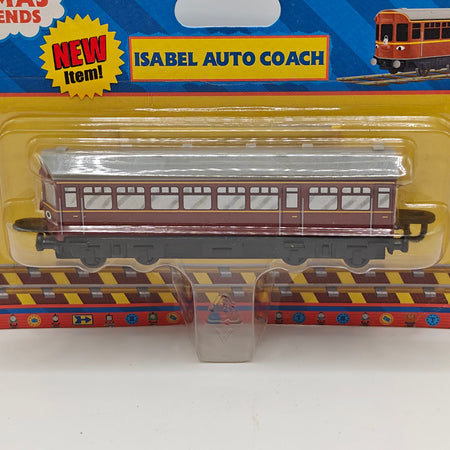 MAS
ENDS
NEW
Item!
ISABEL AUTO COACH